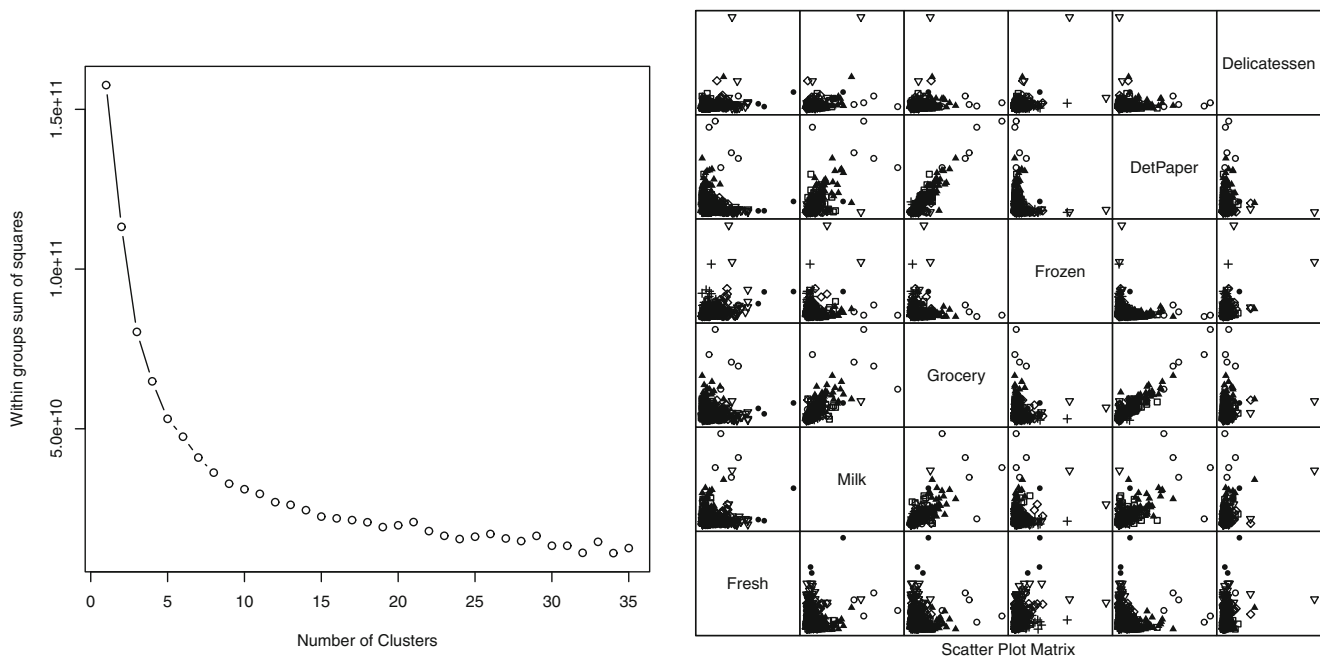 Within groups sum of squares
1.5e+11
1.0e+11
5.0e+10
0 5 10 15 20 25 30 35
Number of Clusters
Delicatessen
DetPaper
Frozen
Grocery
Milk
Fresh
Scatter Plot Matrix